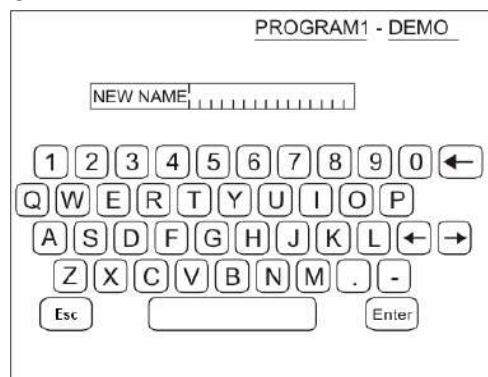 PROGRAM1 - DEMO
NEW NAME
1 2 3 4 5 6 7 8 9 0 ←
Q W E R T Y U I O P
A S D F G H J K L ← →
Z X C V B N M . -
Esc Enter